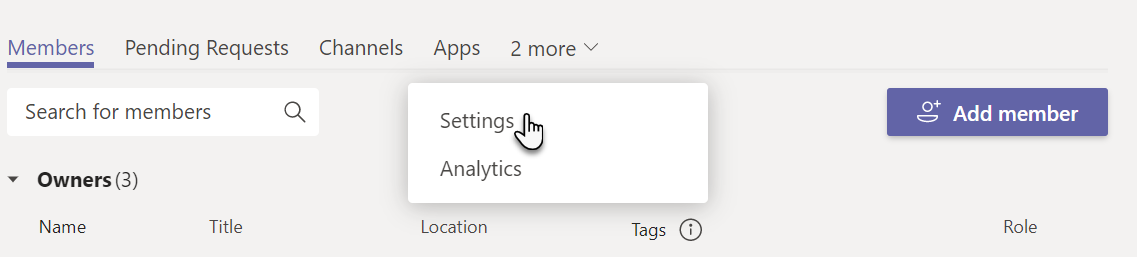 Members Pending Requests Channels Apps 2 more
Search for members
Settings
Analytics
Add member
Owners (3)
Name Title Location Tags Role